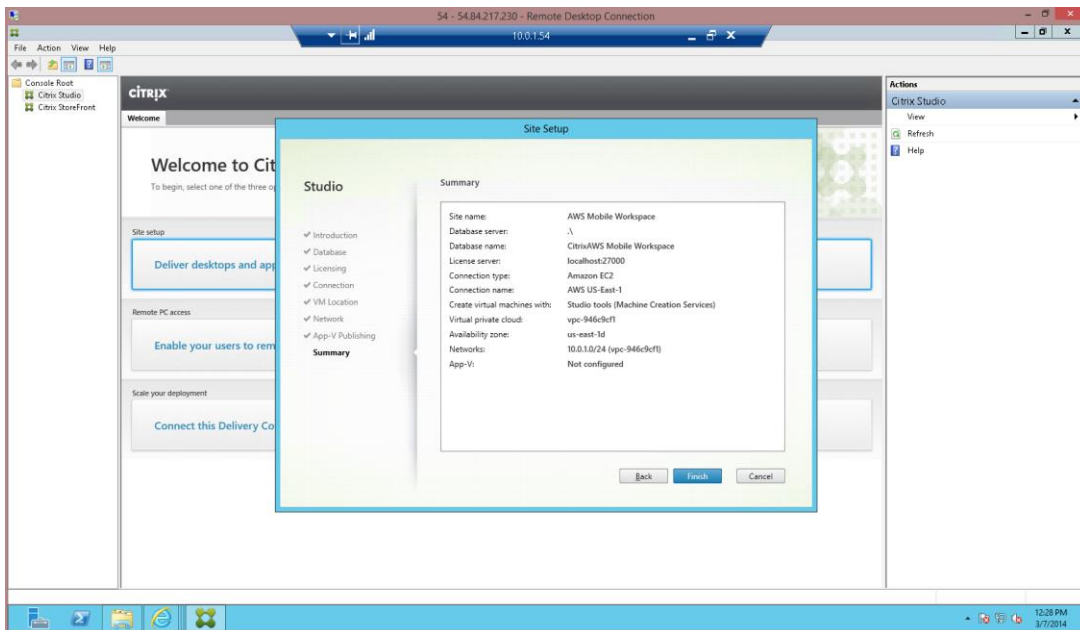 54 - 54.84.217.230 - Remote Desktop Connection
10.0.1.54
File Action View Help
Console Root
Citrix Studio
Citrix StoreFront
CITRIX
Welcome
Welcome to Cit
To begin, select one of the three op
Site setup
Deliver desktops and app
Remote PC access
Enable your users to rem
Scale your deployment
Connect this Delivery Co
Site Setup
Studio
Introduction
Database
Licensing
Connection
VM Location
Network
App-V Publishing
Summary
Summary
Site name: AWS Mobile Workspace
Database server: .\
Database name: CitrixAWS Mobile Workspace
License server: localhost:27000
Connection type: Amazon EC2
Connection name: AWS US-East-1
Create virtual machines with: Studio tools (Machine Creation Services)
Virtual private cloud: vpc-946c9cf1
Availability zone: us-east-1d
Networks: 10.0.1.0/24 (vpc-946c9cf1)
App-V: Not configured
Back Finish Cancel
Actions
Citrix Studio
View
Refresh
Help
12:28 PM
3/7/2014